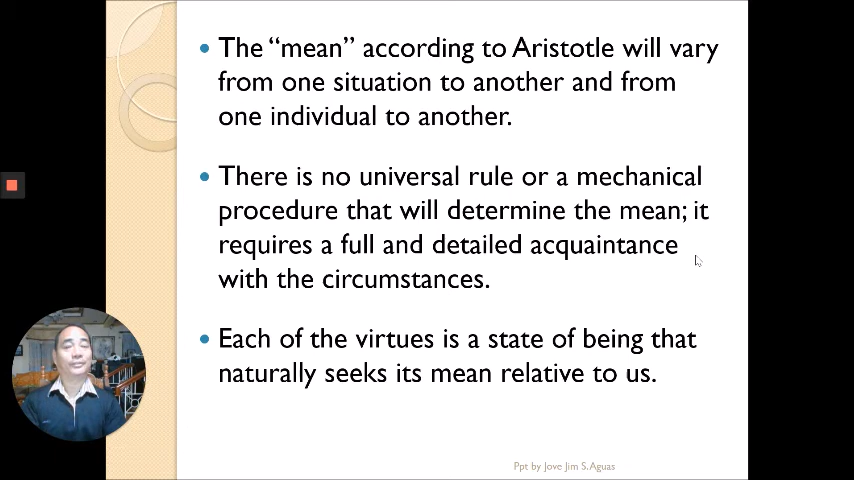 The “mean” according to Aristotle will vary
from one situation to another and from
one individual to another.
There is no universal rule or a mechanical
procedure that will determine the mean; it
requires a full and detailed acquaintance
with the circumstances.
Each of the virtues is a state of being that
naturally seeks its mean relative to us.
Ppt by Jove Jim S. Aguas